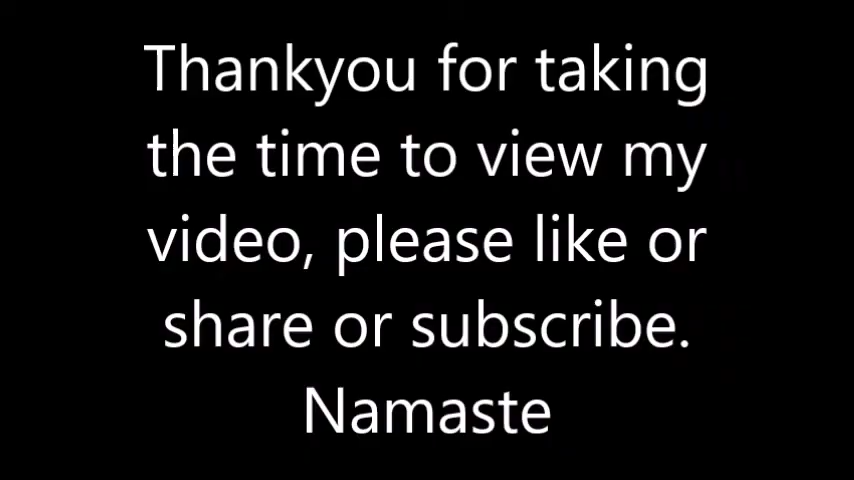 Thankyou for taking
the time to view my
video, please like or
share or subscribe.
Namaste